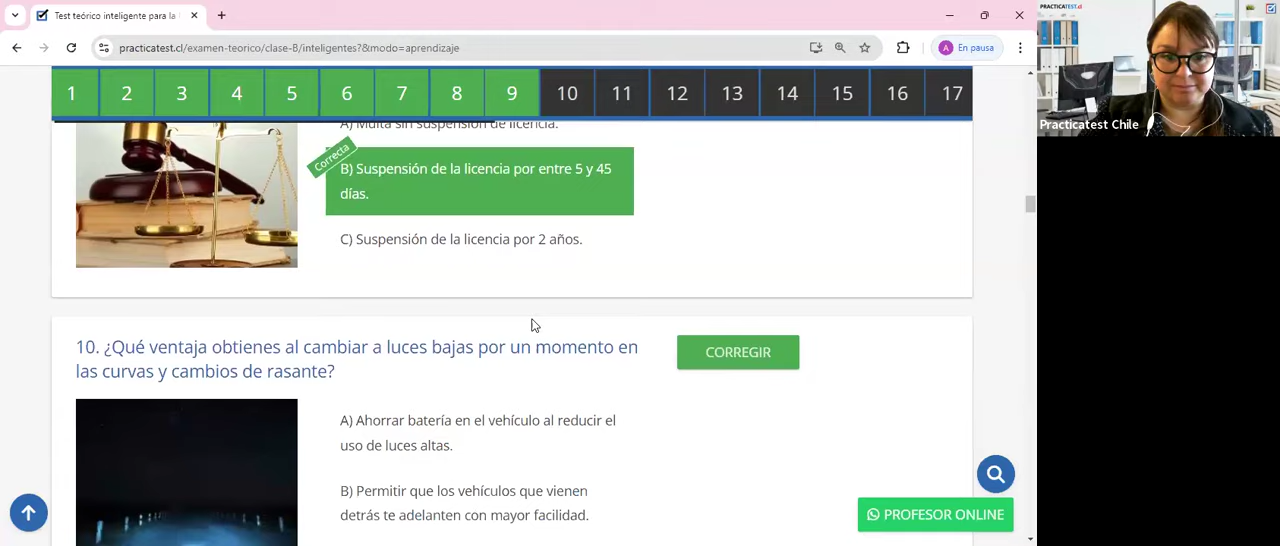 Test teórico inteligente para la
practicatest.cl/examen-teorico/clase-B/inteligentes?&modo=aprendizaje
A
En pausa
PRACTICATEST.cl
Practicatest Chile
1 2 3 4 5 6 7 8 9 10 11 12 13 14 15 16 17
A) Multa sin suspensión de licencia.
Correcta
B) Suspensión de la licencia por entre 5 y 45
días.
C) Suspensión de la licencia por 2 años.
10. ¿Qué ventaja obtienes al cambiar a luces bajas por un momento en
las curvas y cambios de rasante?
CORREGIR
A) Ahorrar batería en el vehículo al reducir el
uso de luces altas.
B) Permitir que los vehículos que vienen
detrás te adelanten con mayor facilidad.
PROFESOR ONLINE